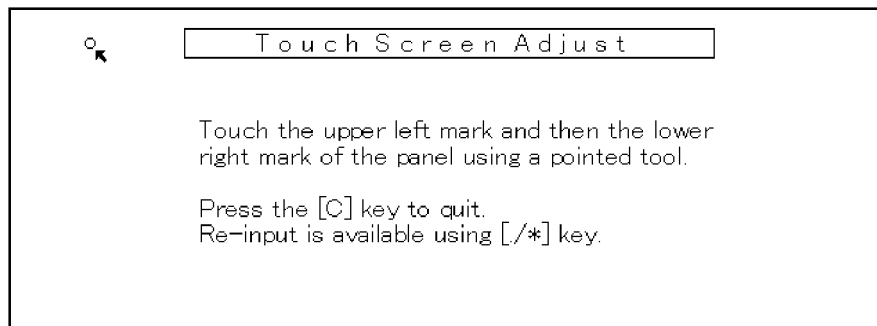 Touch Screen Adjust
Touch the upper left mark and then the lower
right mark of the panel using a pointed tool.
Press the [C] key to quit.
Re-input is available using [./*] key.